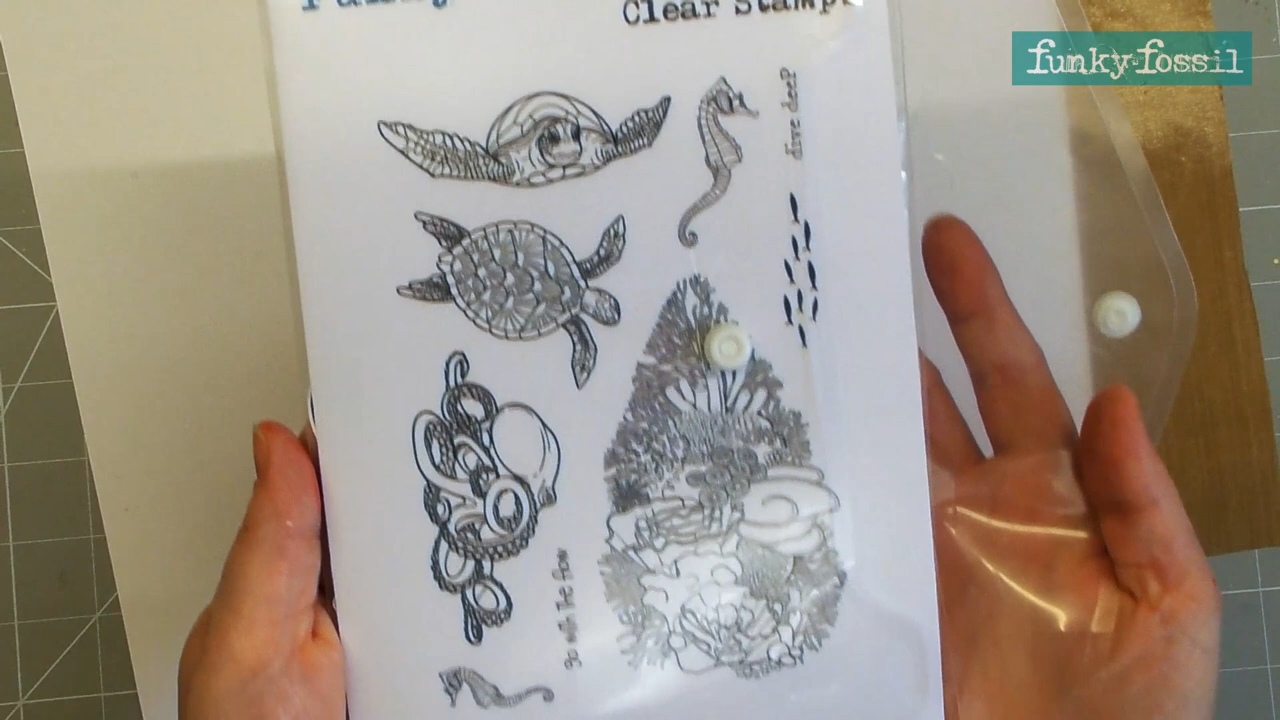 Clear Stamps
funky-fossil
dive deep
go with the flow